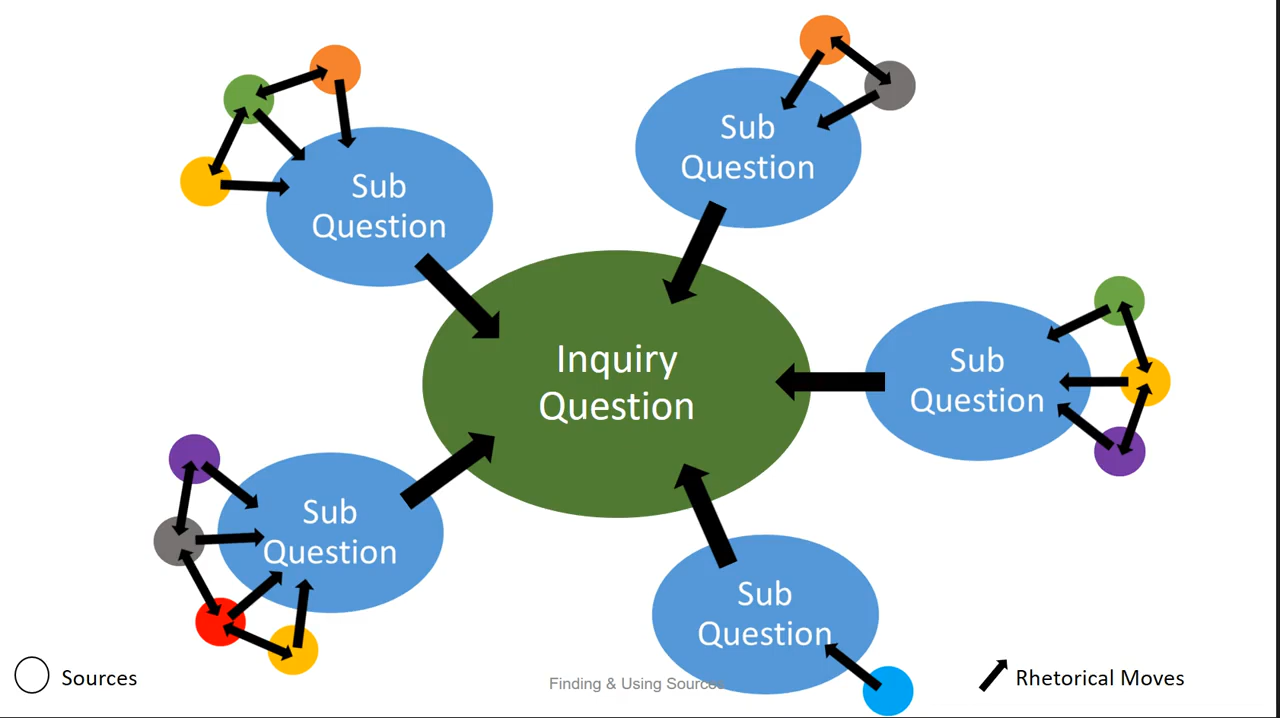 Sub
Question
Sub
Question
Inquiry
Question
Sub
Question
Sub
Question
Sub
Question
Sources
Finding & Using Sources
Rhetorical Moves